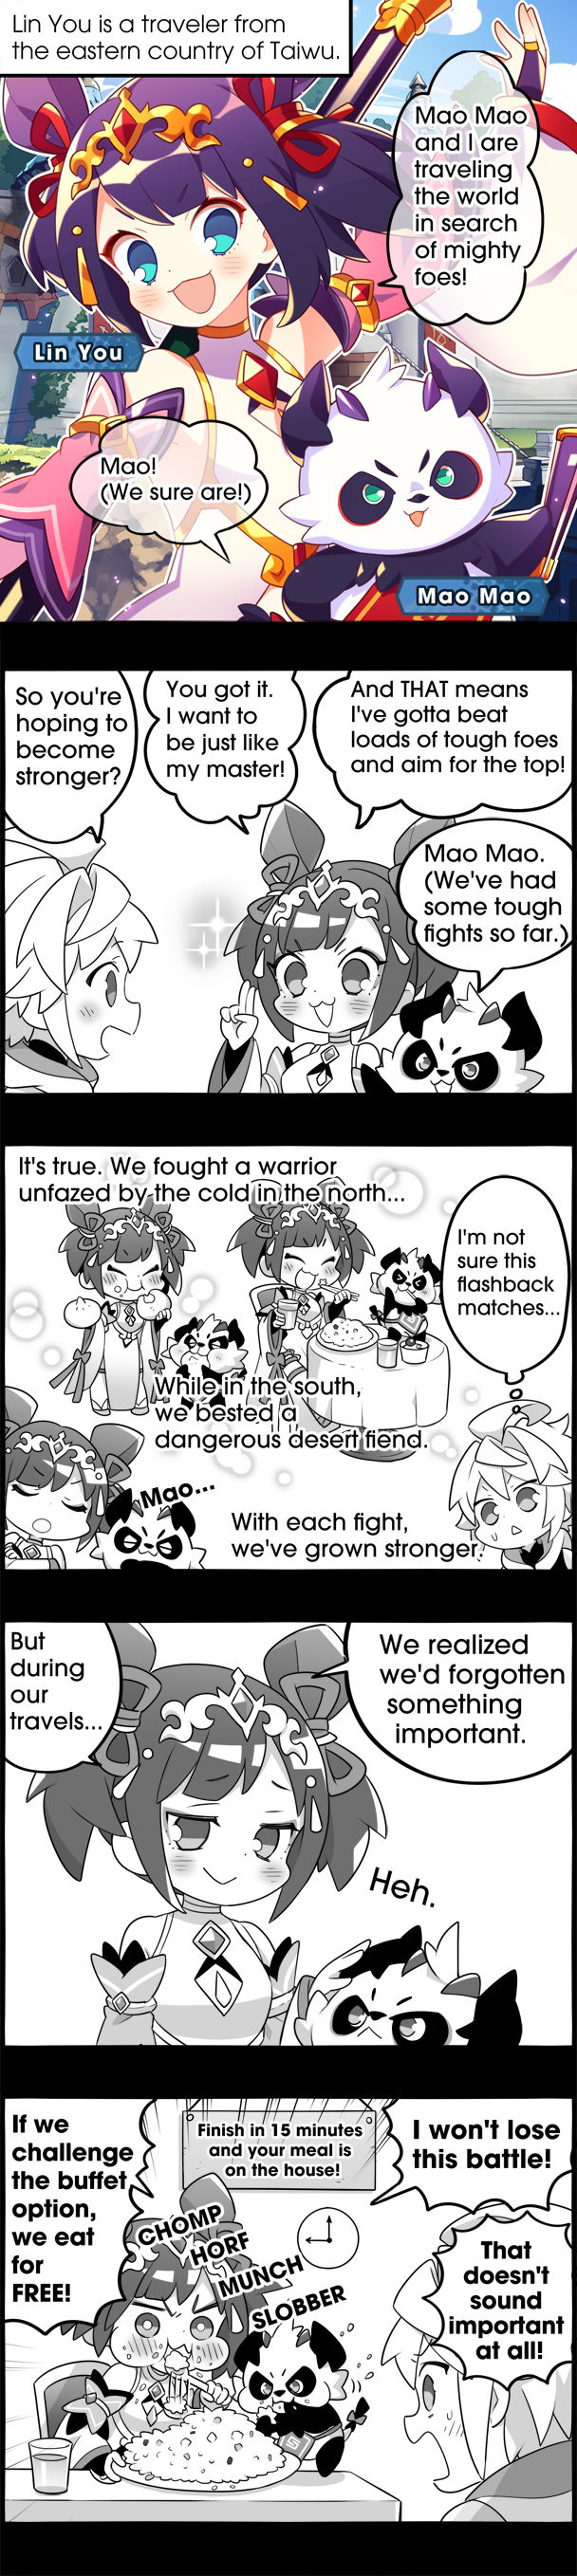 Lin You is a traveler from
the eastern country of Taiwu.
Mao Mao
and I are
traveling
the world
in search
of mighty
foes!
Lin You
Mao!
(We sure are!)
Mao Mao
So you're
hoping to
become
stronger?
You got it.
I want to
be just like
my master!
And THAT means
I've gotta beat
loads of tough foes
and aim for the top!
Mao Mao.
(We've had
some tough
fights so far.)
It's true. We fought a warrior
unfazed by the cold in the north...
I'm not
sure this
flashback
matches...
While in the south,
we bested a
dangerous desert fiend.
Mao...
With each fight,
we've grown stronger.
But
during
our
travels...
We realized
we'd forgotten
something
important.
Heh.
If we
challenge
the buffet
option,
we eat
for
FREE!
Finish in 15 minutes
and your meal is
on the house!
I won't lose
this battle!
CHOMP
HORF
MUNCH
SLOBBER
That
doesn't
sound
important
at all!